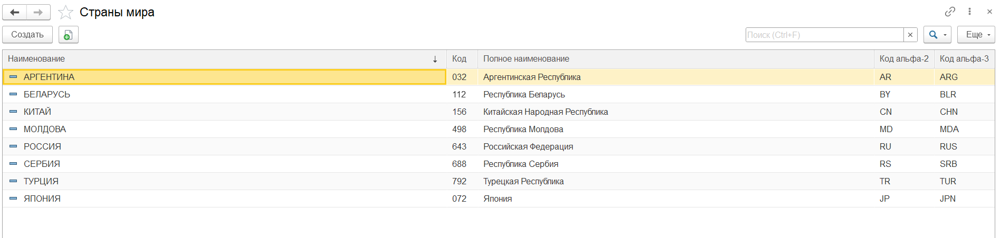 Страны мира
Создать Поиск (Ctrl+F) Еще
Наименование Код Полное наименование Код альфа-2 Код альфа-3
АРГЕНТИНА 032 Аргентинская Республика AR ARG
БЕЛАРУСЬ 112 Республика Беларусь BY BLR
КИТАЙ 156 Китайская Народная Республика CN CHN
МОЛДОВА 498 Республика Молдова MD MDA
РОССИЯ 643 Российская Федерация RU RUS
СЕРБИЯ 688 Республика Сербия RS SRB
ТУРЦИЯ 792 Турецкая Республика TR TUR
ЯПОНИЯ 072 Япония JP JPN